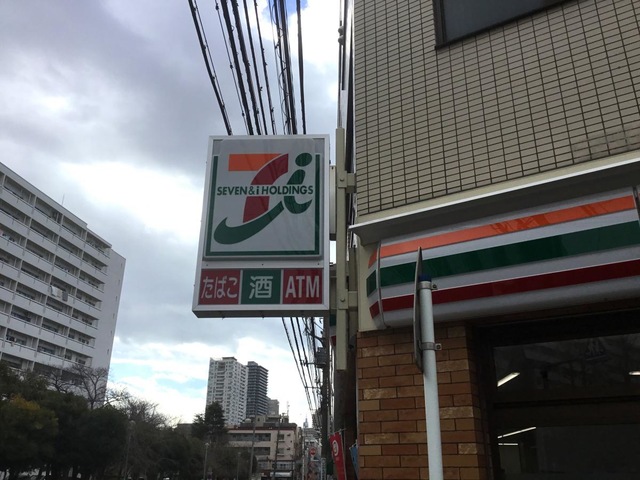 SEVEN&i HOLDINGS
たばこ 酒 ATM